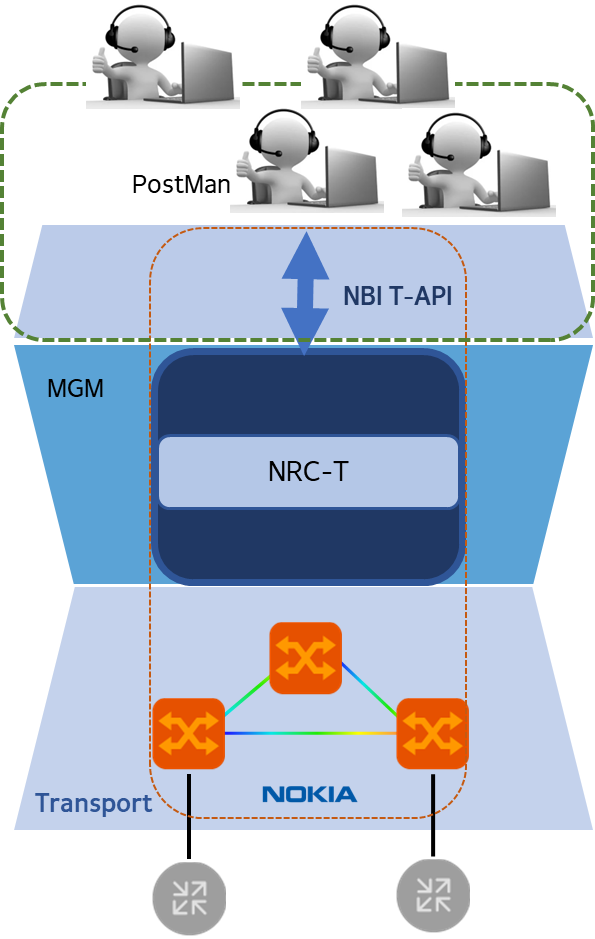 PostMan
NBI T-API
MGM
NRC-T
NOKIA
Transport